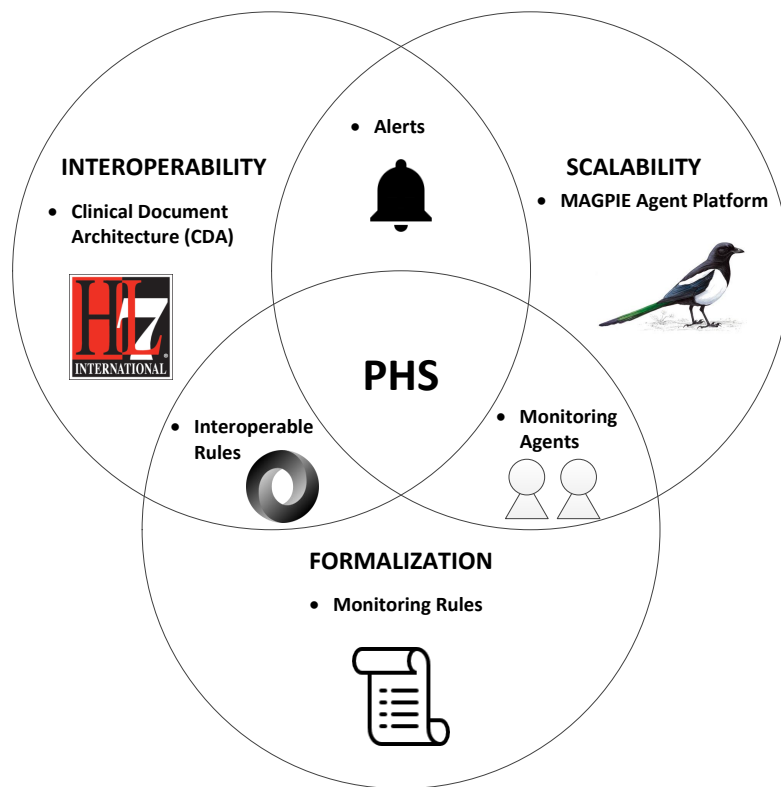 • Alerts
INTEROPERABILITY
• Clinical Document
Architecture (CDA)
HL7
INTERNATIONAL
SCALABILITY
• MAGPIE Agent Platform
PHS
• Interoperable
Rules
• Monitoring
Agents
FORMALIZATION
• Monitoring Rules